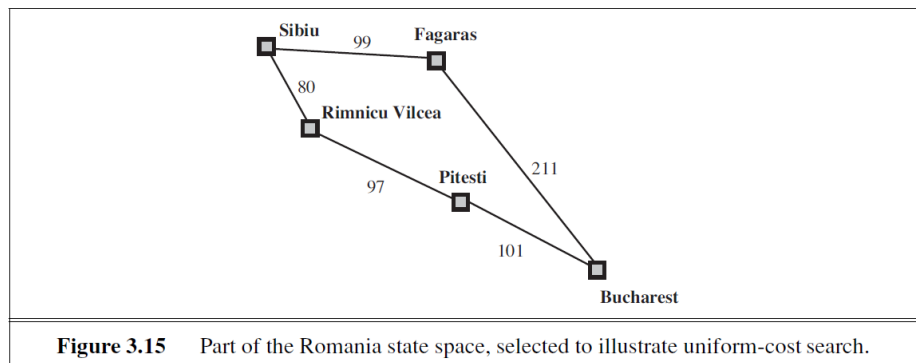 Sibiu
Fagaras
99
80
Rimnicu Vilcea
211
Pitesti
97
101
Bucharest
Figure 3.15 Part of the Romania state space, selected to illustrate uniform-cost search.